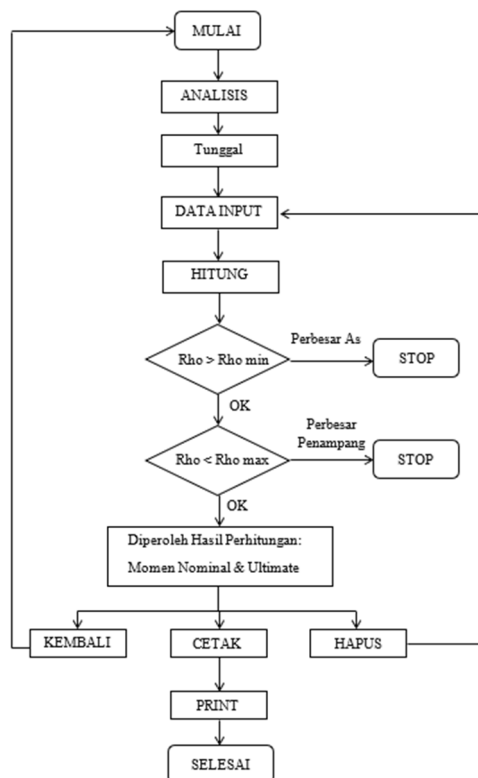 MULAI
ANALISIS
Tunggal
DATA INPUT
HITUNG
Rho > Rho min
Perbesar As
STOP
OK
Rho < Rho max
Perbesar
Penampang
STOP
OK
Diperoleh Hasil Perhitungan:
Momen Nominal & Ultimate
KEMBALI
CETAK
HAPUS
PRINT
SELESAI